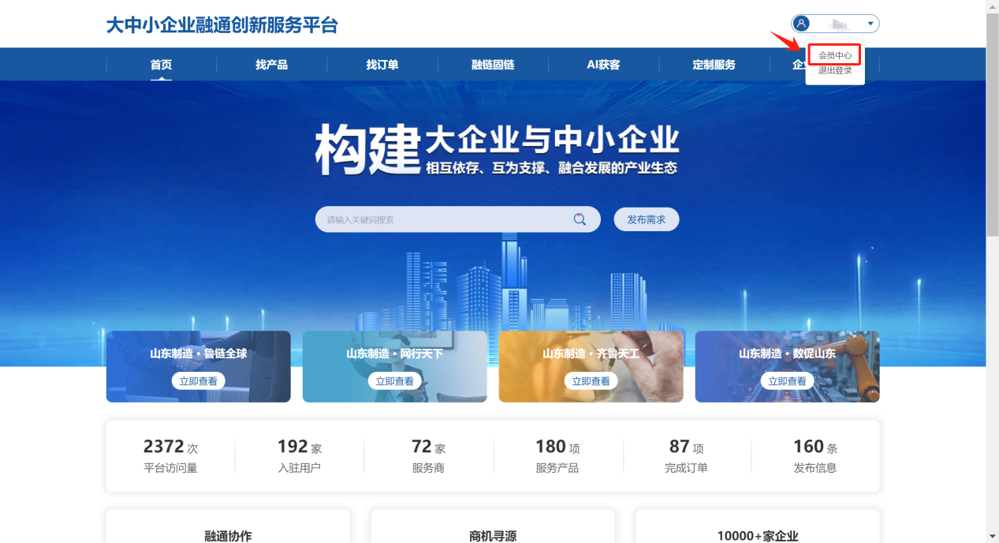 大中小企业融通创新服务平台
会员中心
退出登录
首页
找产品
找订单
融链固链
AI获客
定制服务
企
构建
大企业与中小企业
相互依存、互为支撑、融合发展的产业生态
请输入关键词搜索
发布需求
山东制造·鲁链全球
立即查看
山东制造·网行天下
立即查看
山东制造·齐鲁天工
立即查看
山东制造·数促山东
立即查看
2372 次
平台访问量
192 家
入驻用户
72 家
服务商
180 项
服务产品
87 项
完成订单
160 条
发布信息
融通协作
商机寻源
10000+家企业